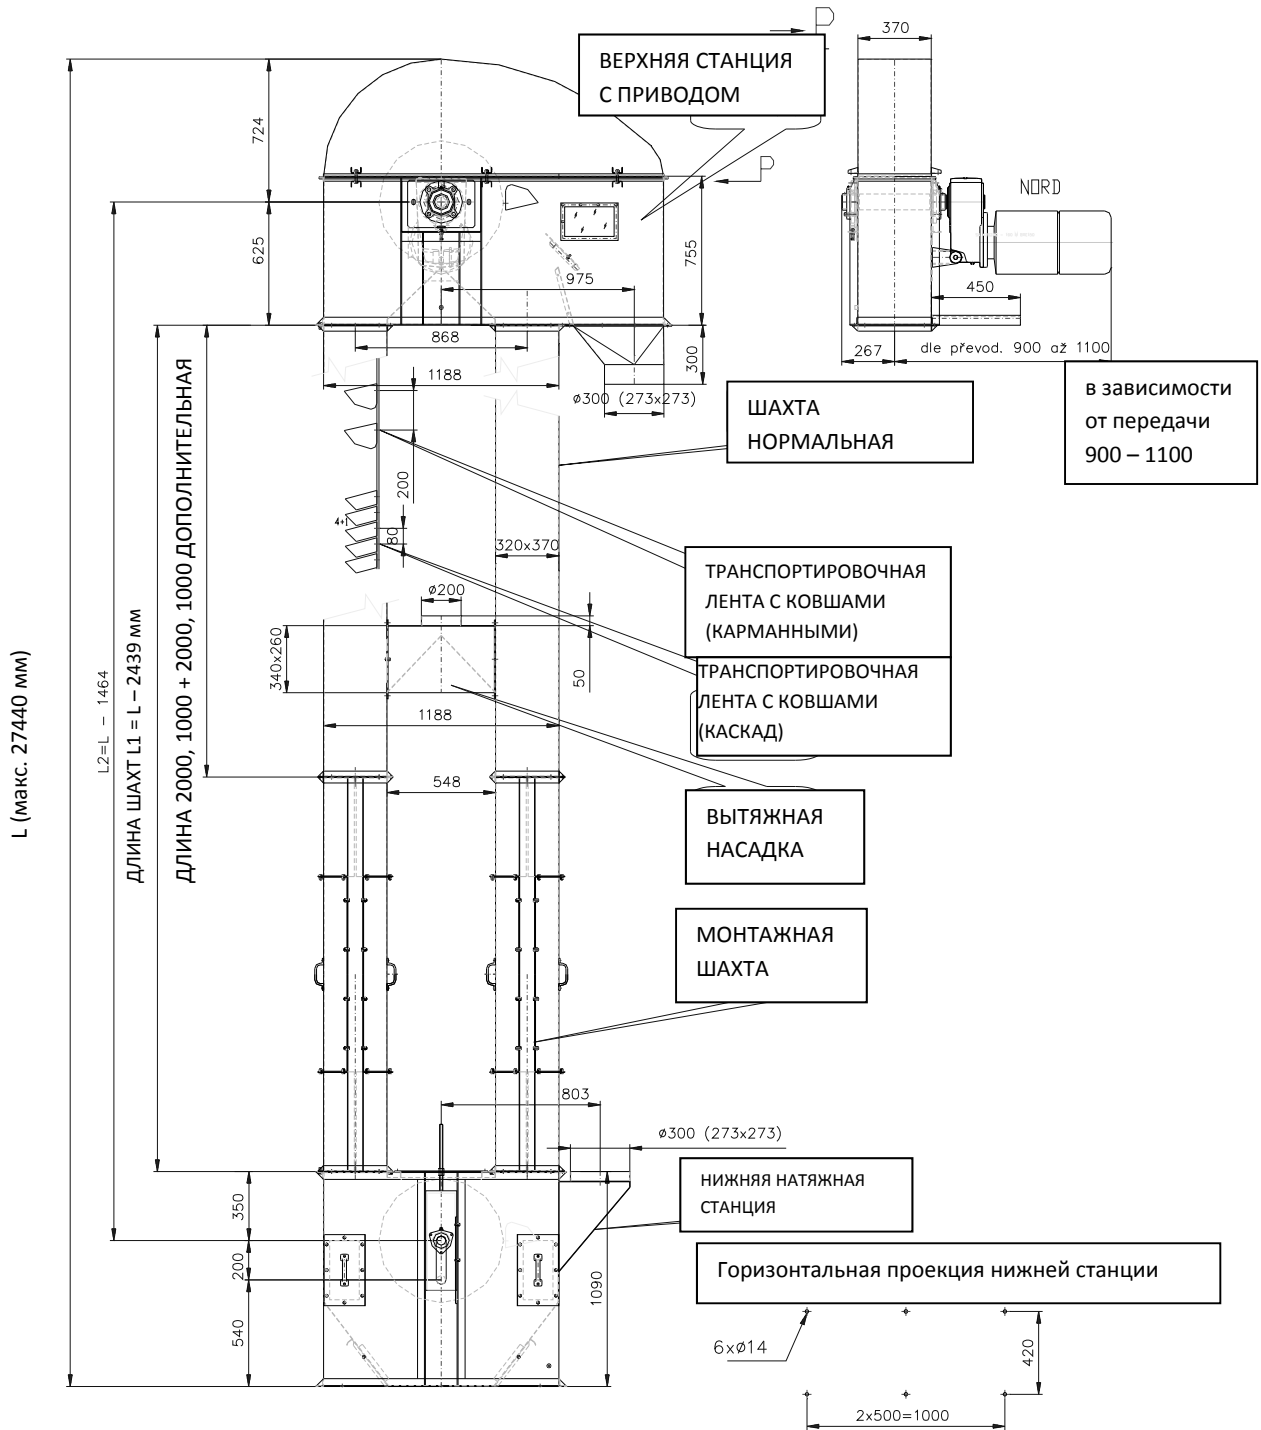 370
ВЕРХНЯЯ СТАНЦИЯ
С ПРИВОДОМ
724
625
755
975
NORD
450
868
300
267
dle převod. 900 až 1100
1188
ø300 (273x273)
в зависимости
от передачи
900 – 1100
ШАХТА
НОРМАЛЬНАЯ
200
4+1
80
320x370
ТРАНСПОРТИРОВОЧНАЯ
ЛЕНТА С КОВШАМИ
(КАРМАННЫМИ)
ø200
340x260
50
ТРАНСПОРТИРОВОЧНАЯ
ЛЕНТА С КОВШАМИ
(КАСКАД)
1188
548
L (макс. 27440 мм)
L2=L – 1464
ДЛИНА ШАХТ L1 = L – 2439 мм
ДЛИНА 2000, 1000 + 2000, 1000 ДОПОЛНИТЕЛЬНАЯ
ВЫТЯЖНАЯ
НАСАДКА
МОНТАЖНАЯ
ШАХТА
803
ø300 (273x273)
НИЖНЯЯ НАТЯЖНАЯ
СТАНЦИЯ
350
200
540
1090
Горизонтальная проекция нижней станции
6xø14
420
2x500=1000